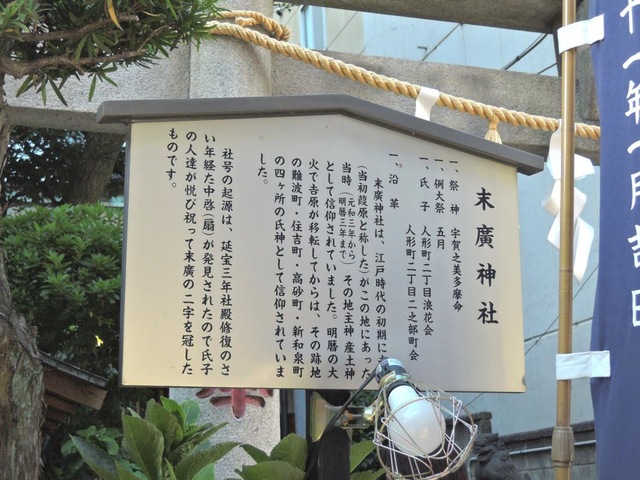 末廣神社
一、祭神 宇賀之美多摩命
一、例大祭 五月
一、氏子 人形町二丁目浪花会
人形町二丁目二之部町会
一、沿革
末廣神社は、江戸時代の初期に
(当初葭原と称した)がこの地にあった
当時(元和三年から明暦三年まで)その地主神産土神
として信仰されていました。明暦の大
火で吉原が移転してからは、その跡地
の難波町・住吉町・高砂町・新和泉町
の四ヶ所の氏神として信仰されていま
した。
社号の起源は、延宝三年社殿修復のさ
い年経た中啓(扇)が発見されたので氏子
の人達が悦び祝って末廣の二字を冠した
ものです。
十一年一月吉日